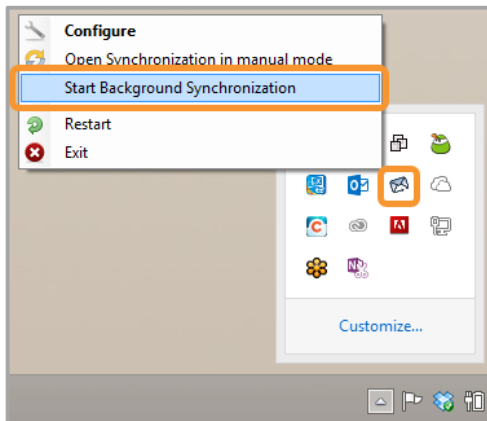 Configure
Open Synchronization in manual mode
Start Background Synchronization
Restart
Exit
Customize...